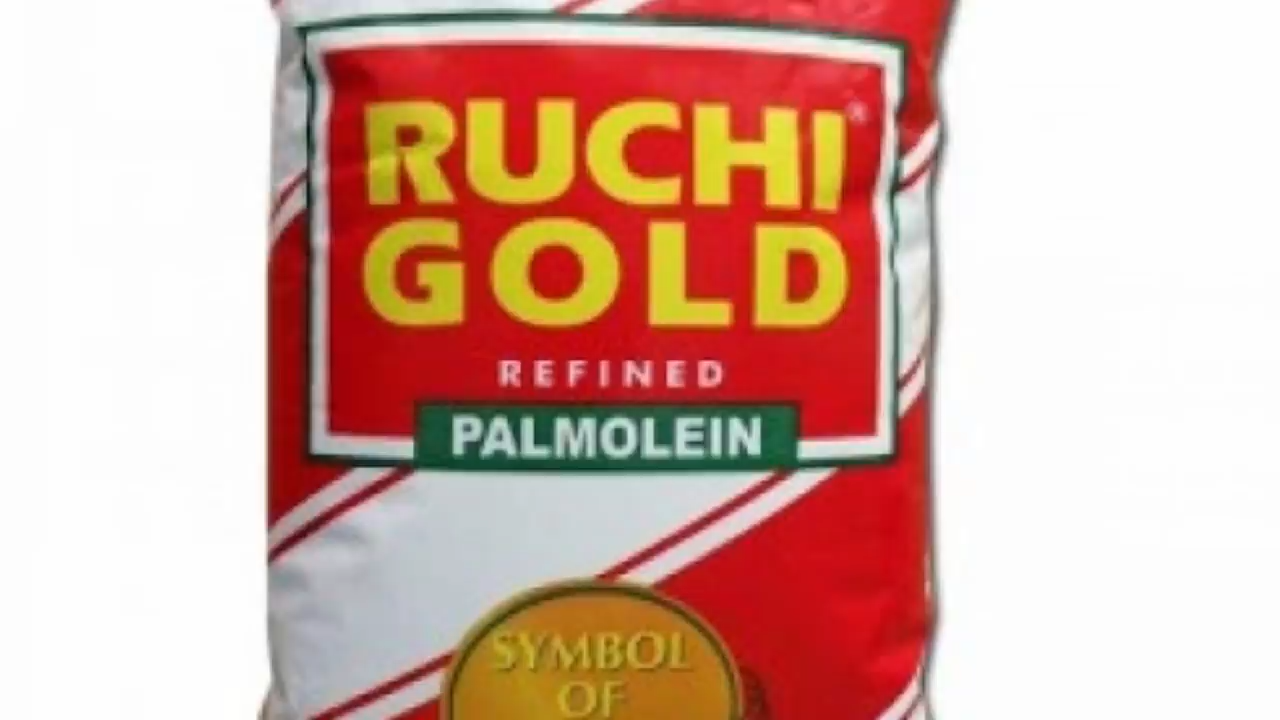 RUCHI®
GOLD
REFINED
PALMOLEIN
SYMBOL
OF